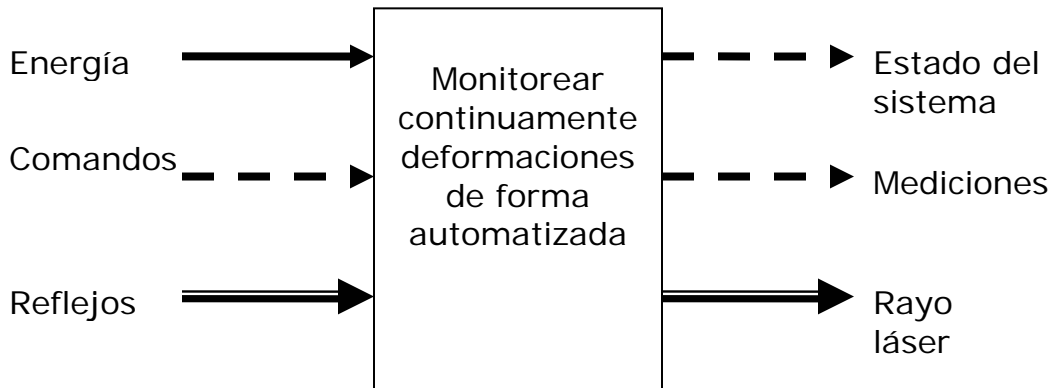 Energía
Comandos
Reflejos
Monitorear
continuamente
deformaciones
de forma
automatizada
Estado del
sistema
Mediciones
Rayo
láser